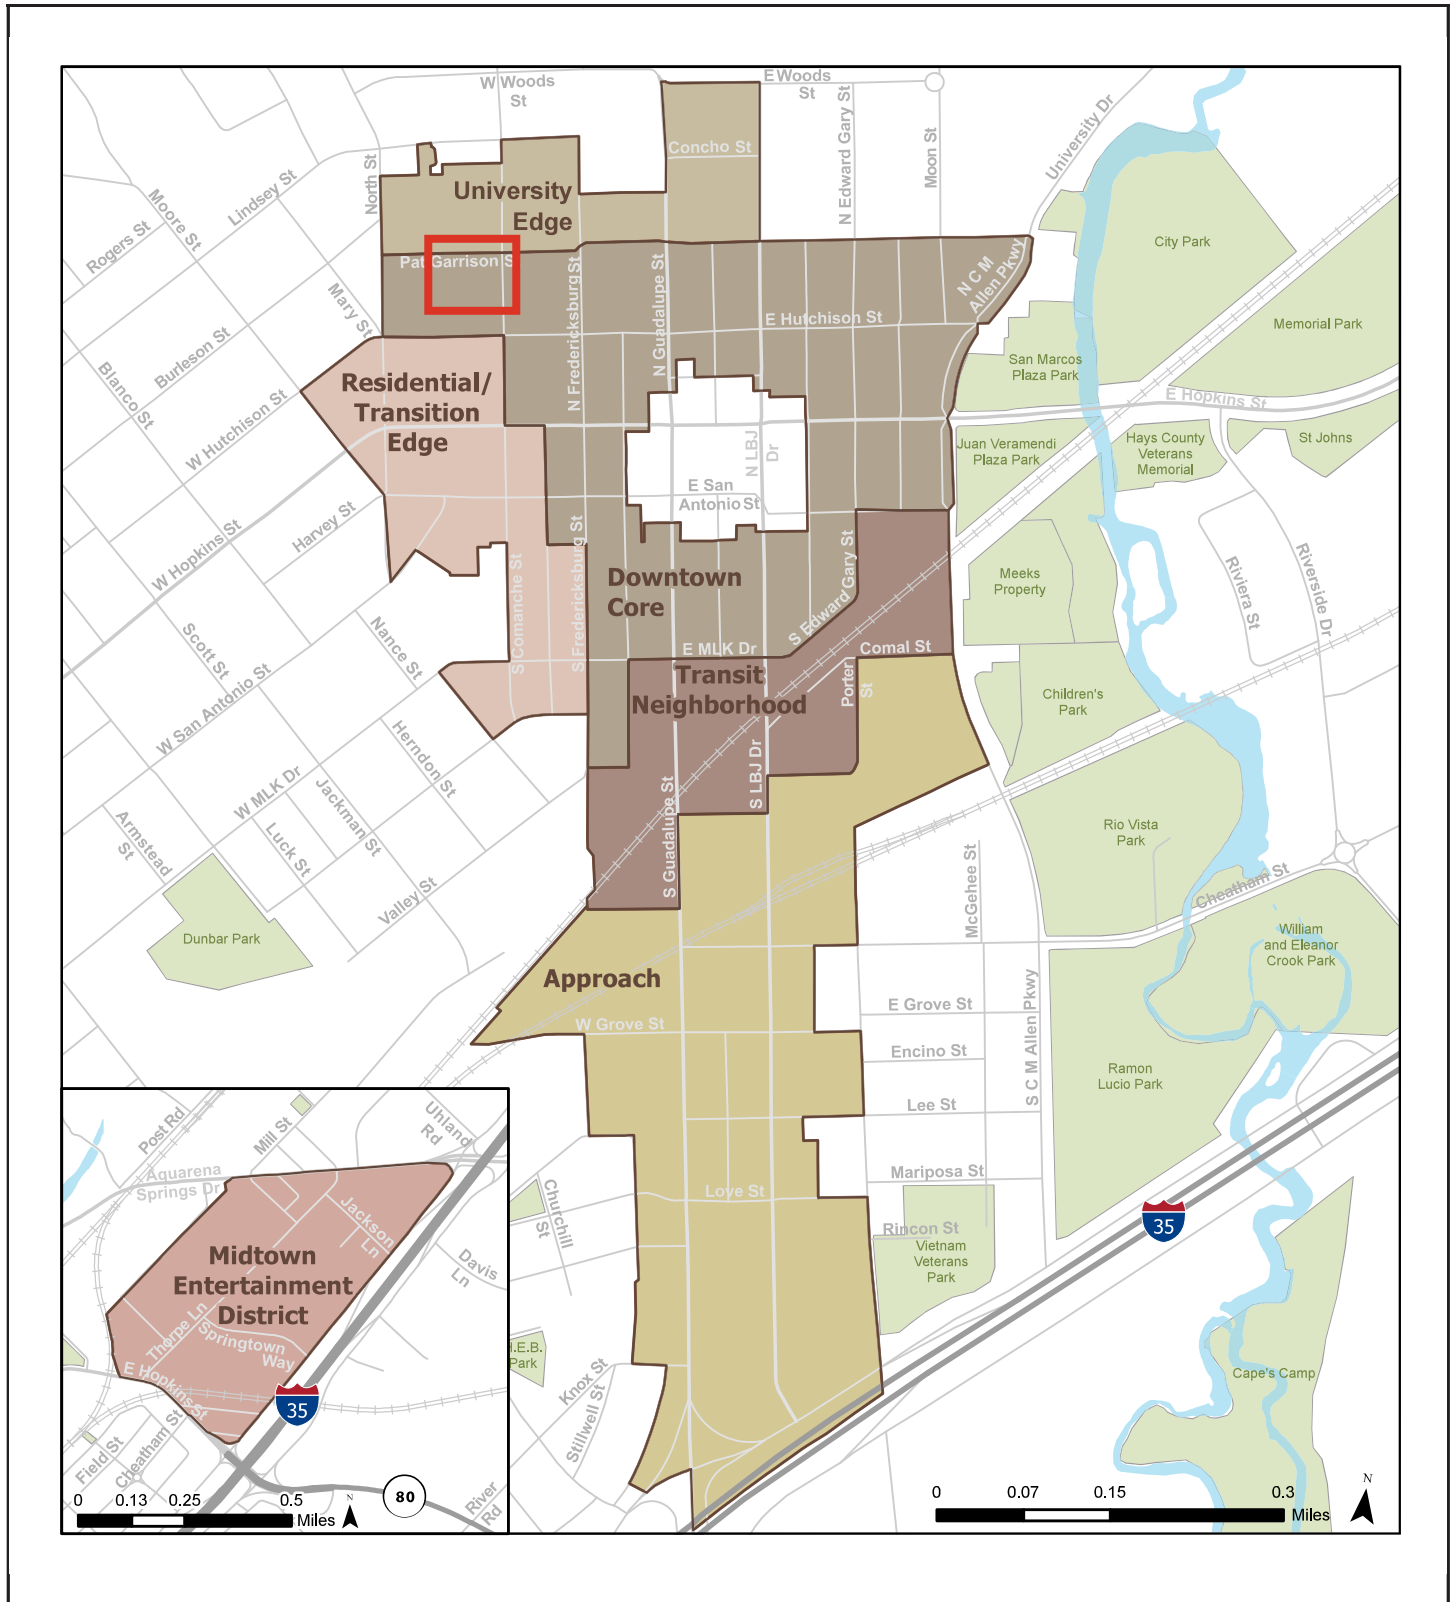 W Woods
St
E Woods
St
Concho St
N Edward Gary St
Moon St
University Dr
North St
Lindsey St
Moore St
Rogers St
University
Edge
City Park
Pat Garrison S
N Fredericksburg St
N Guadalupe St
N C M
Allen Pkwy
Mary St
E Hutchison St
Memorial Park
Burleson St
Blanco St
San Marcos
Plaza Park
Residential/
Transition
Edge
W Hutchison St
E Hopkins St
N LBJ
Dr
Juan Veramendi
Plaza Park
Hays County
Veterans
Memorial
St Johns
E San
Antonio St
W Hopkins St
Harvey St
S Comanche St
S Fredericksburg St
Downtown
Core
S Edward Gary St
Meeks
Property
Riviera St
Riverside Dr
Scott St
Nance St
E MLK Dr
Comal St
Transit
Neighborhood
Porter
St
Children's
Park
W San Antonio St
Herndon St
W MLK Dr
Jackman St
Luck St
Armstead
St
S Guadalupe St
S LBJ Dr
Rio Vista
Park
McGehee St
Cheatham St
Valley St
Dunbar Park
William
and Eleanor
Crook Park
Approach
E Grove St
W Grove St
Encino St
S C M Allen Pkwy
Ramon
Lucio Park
Lee St
Mariposa St
Love St
Churchill
St
Rincon St
Vietnam
Veterans
Park
35
H.E.B.
Park
Knox St
Stillwell St
Cape's Camp
River
Rd
Post Rd
Mill St
Uhland
Rd
Aquarena
Springs Dr
Jackson
Ln
Midtown
Entertainment
District
Davis
Ln
Thorpe Ln
Springtown
Way
E Hopkins St
35
Field St
Cheatham St
80
0 0.13 0.25 0.5
Miles
N
0 0.07 0.15 0.3
Miles
N